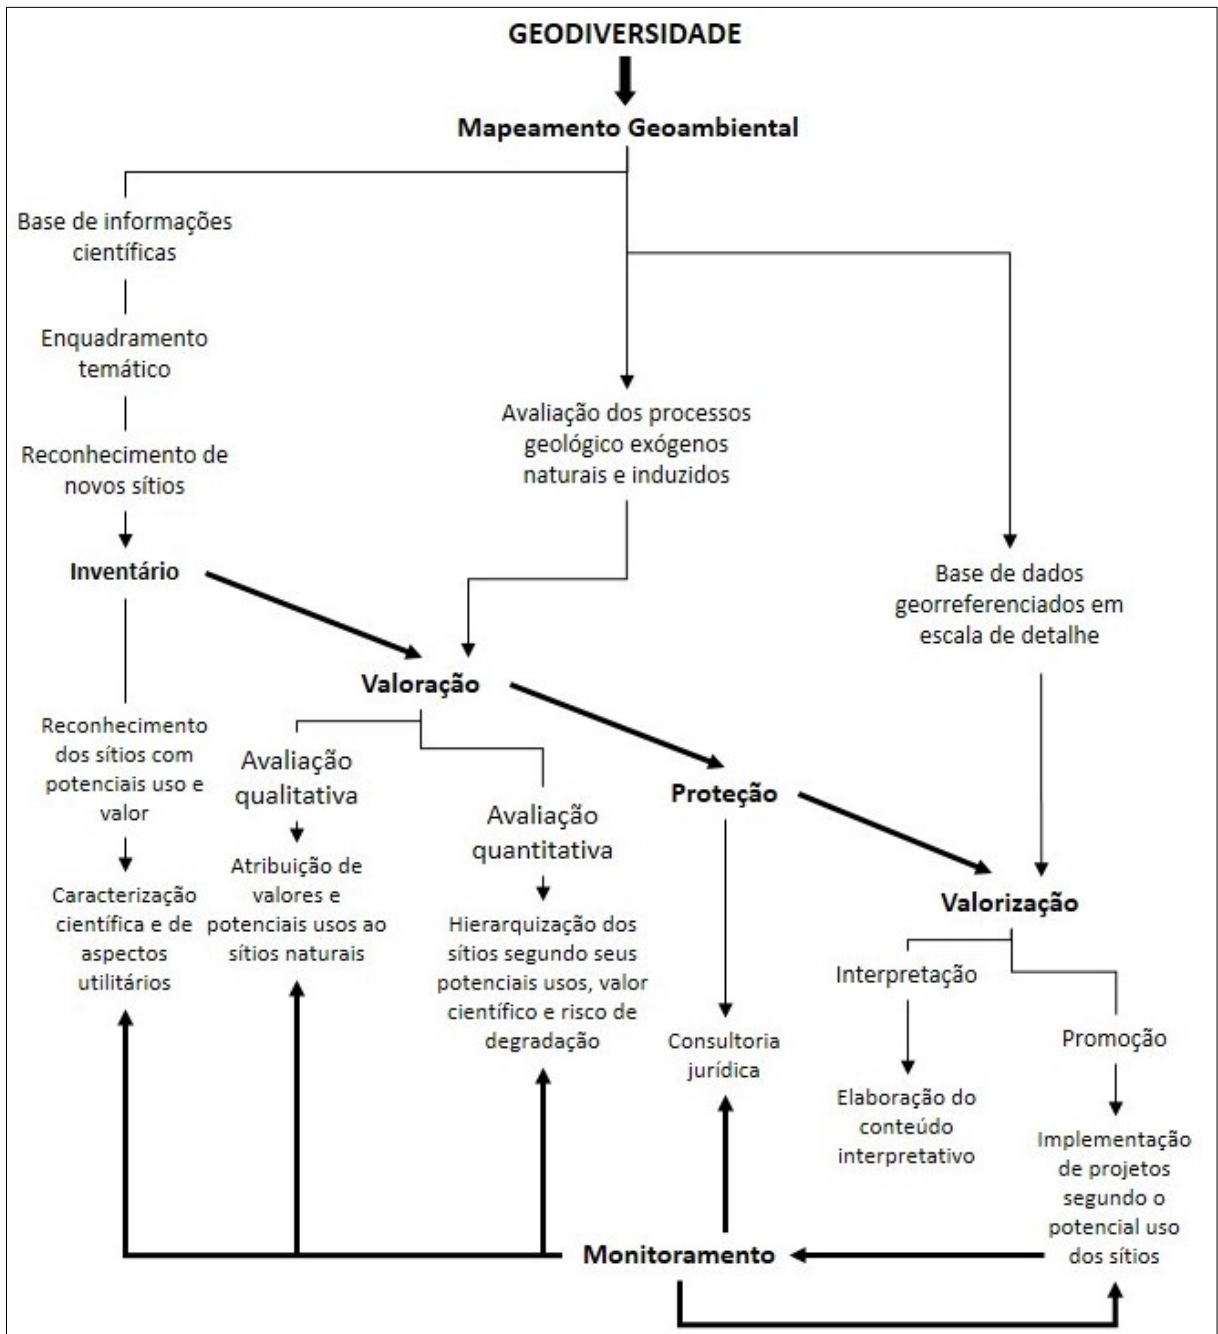 GEODIVERSIDADE
Mapeamento Geoambiental
Base de informações
científicas
Enquadramento
temático
Reconhecimento de
novos sítios
Inventário
Reconhecimento
dos sítios com
potenciais uso e
valor
Caracterização
científica e de
aspectos
utilitários
Avaliação dos processos
geológico exógenos
naturais e induzidos
Valoração
Avaliação
qualitativa
Atribuição de
valores e
potenciais usos ao
sítios naturais
Avaliação
quantitativa
Hierarquização dos
sítios segundo seus
potenciais usos, valor
científico e risco de
degradação
Proteção
Consultoria
jurídica
Base de dados
georreferenciados em
escala de detalhe
Valorização
Interpretação
Elaboração do
conteúdo
interpretativo
Promoção
Implementação
de projetos
segundo o
potencial uso
dos sítios
Monitoramento